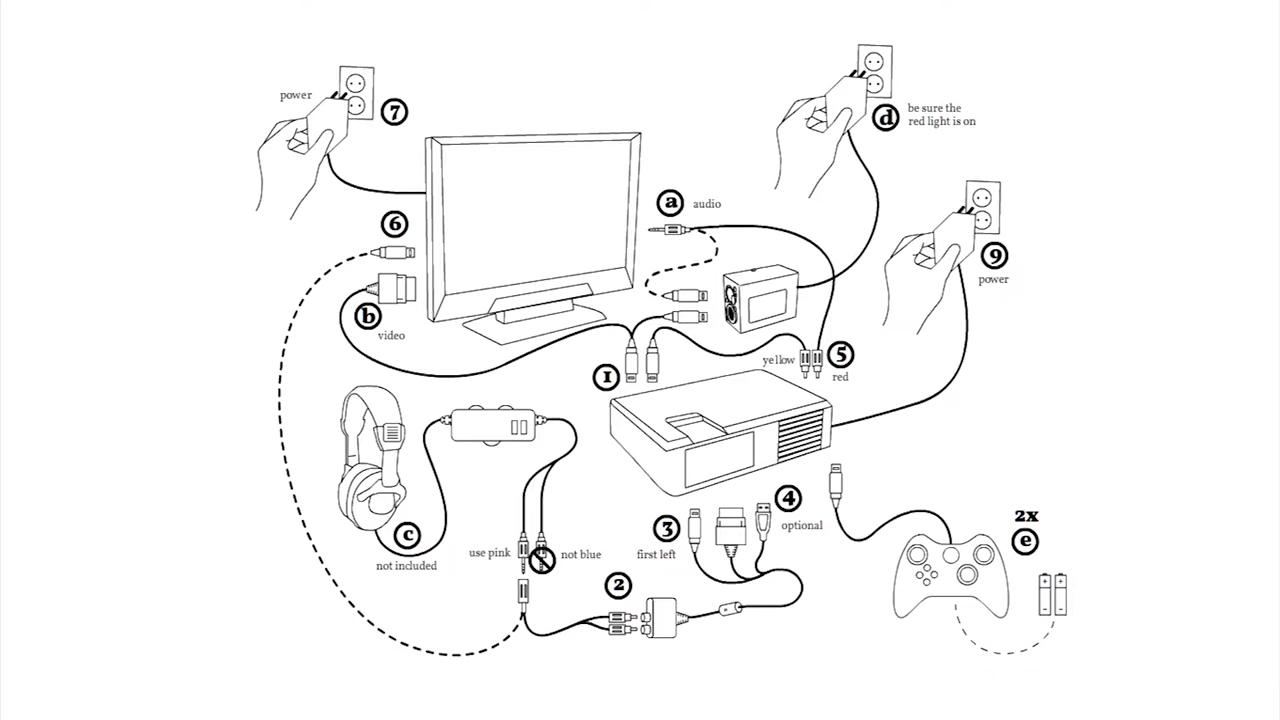 power
7
d
be sure the
red light is on
a
audio
6
9
power
b
video
1
yellow
5
red
4
optional
3
first left
2x
e
c
not included
use pink
not blue
2